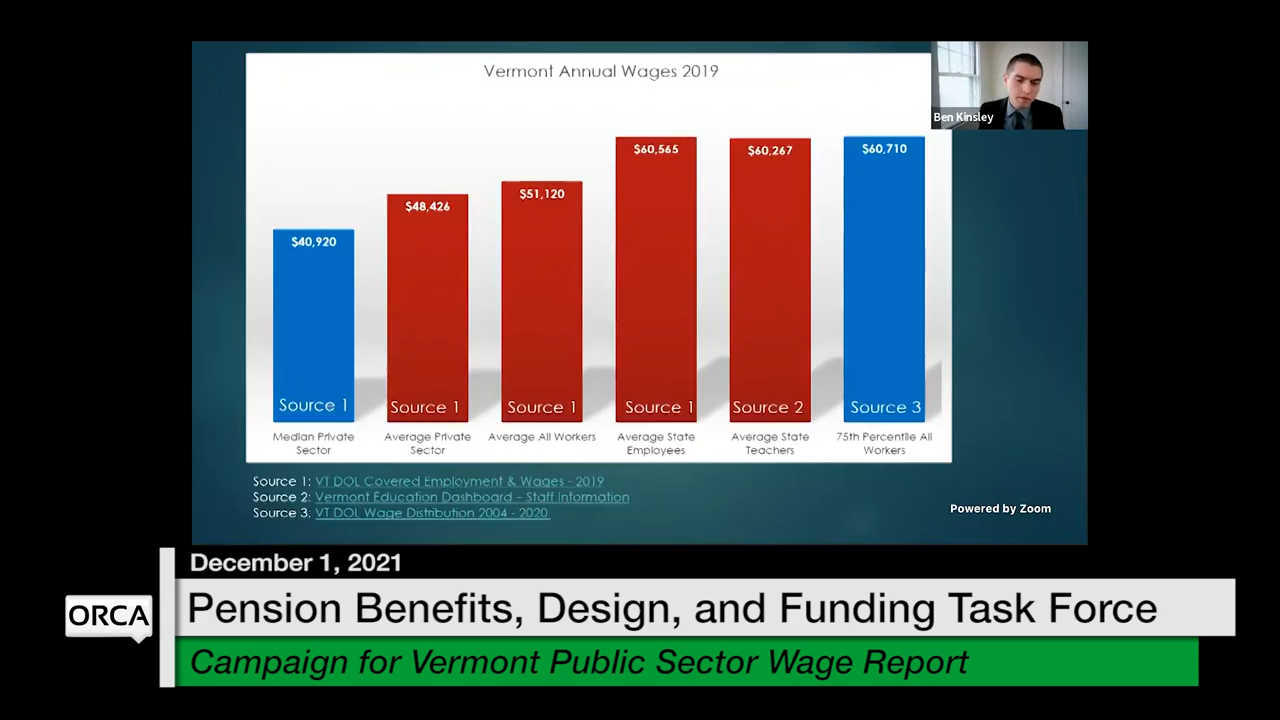 Vermont Annual Wages 2019
Ben Kinsley
$40,920
$48,426
$51,120
$60,565
$60,267
$60,710
Source 1
Source 1
Source 1
Source 1
Source 2
Source 3
Median Private
Sector
Average Private
Sector
Average All Workers
Average State
Employees
Average State
Teachers
75th Percentile All
Workers
Source 1: VT DOL Covered Employment & Wages - 2019
Source 2: Vermont Education Dashboard – Staff Information
Source 3: VT DOL Wage Distribution 2004 - 2020
Powered by Zoom
December 1, 2021
ORCA
Pension Benefits, Design, and Funding Task Force
Campaign for Vermont Public Sector Wage Report